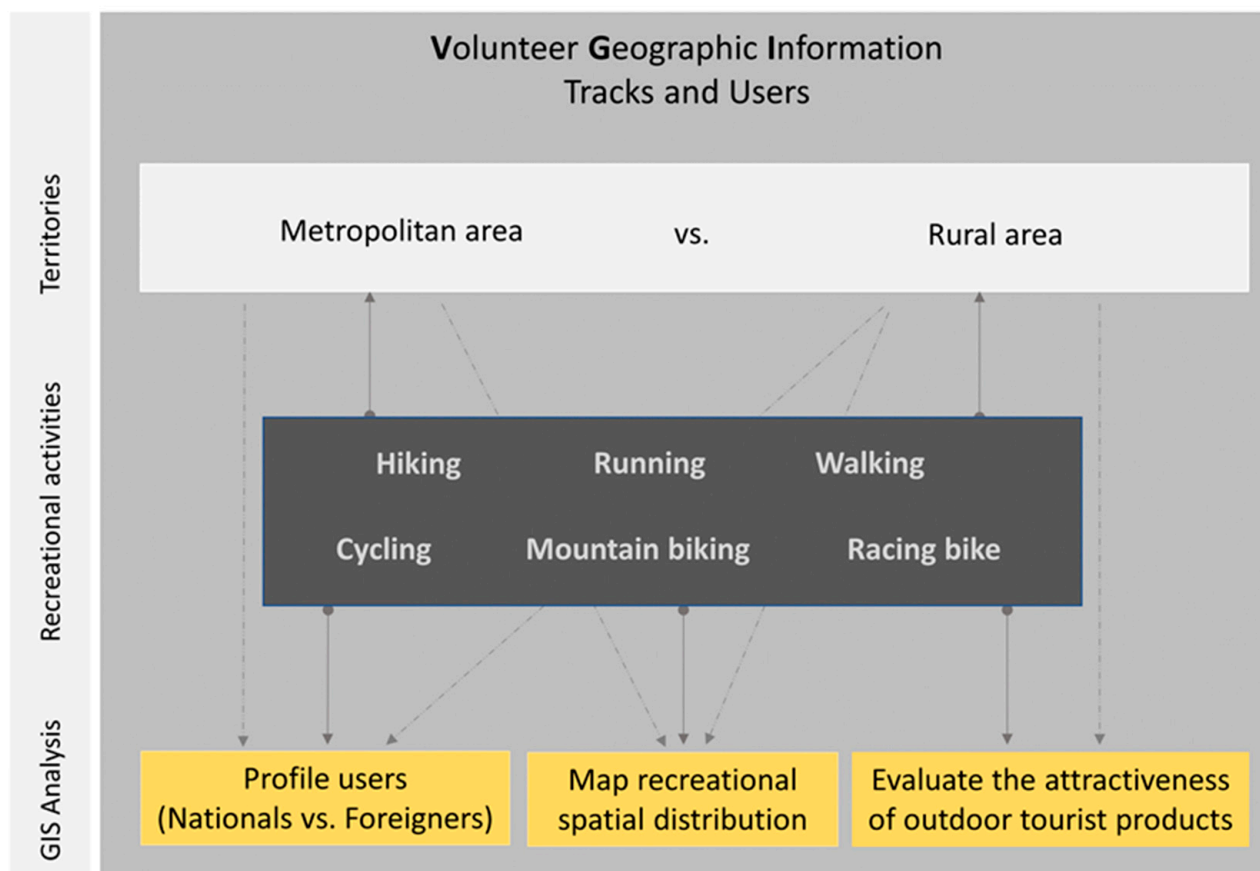 Volunteer Geographic Information
Tracks and Users
Territories
Metropolitan area vs. Rural area
Recreational activities
Hiking Running Walking
Cycling Mountain biking Racing bike
GIS Analysis
Profile users
(Nationals vs. Foreigners)
Map recreational
spatial distribution
Evaluate the attractiveness
of outdoor tourist products